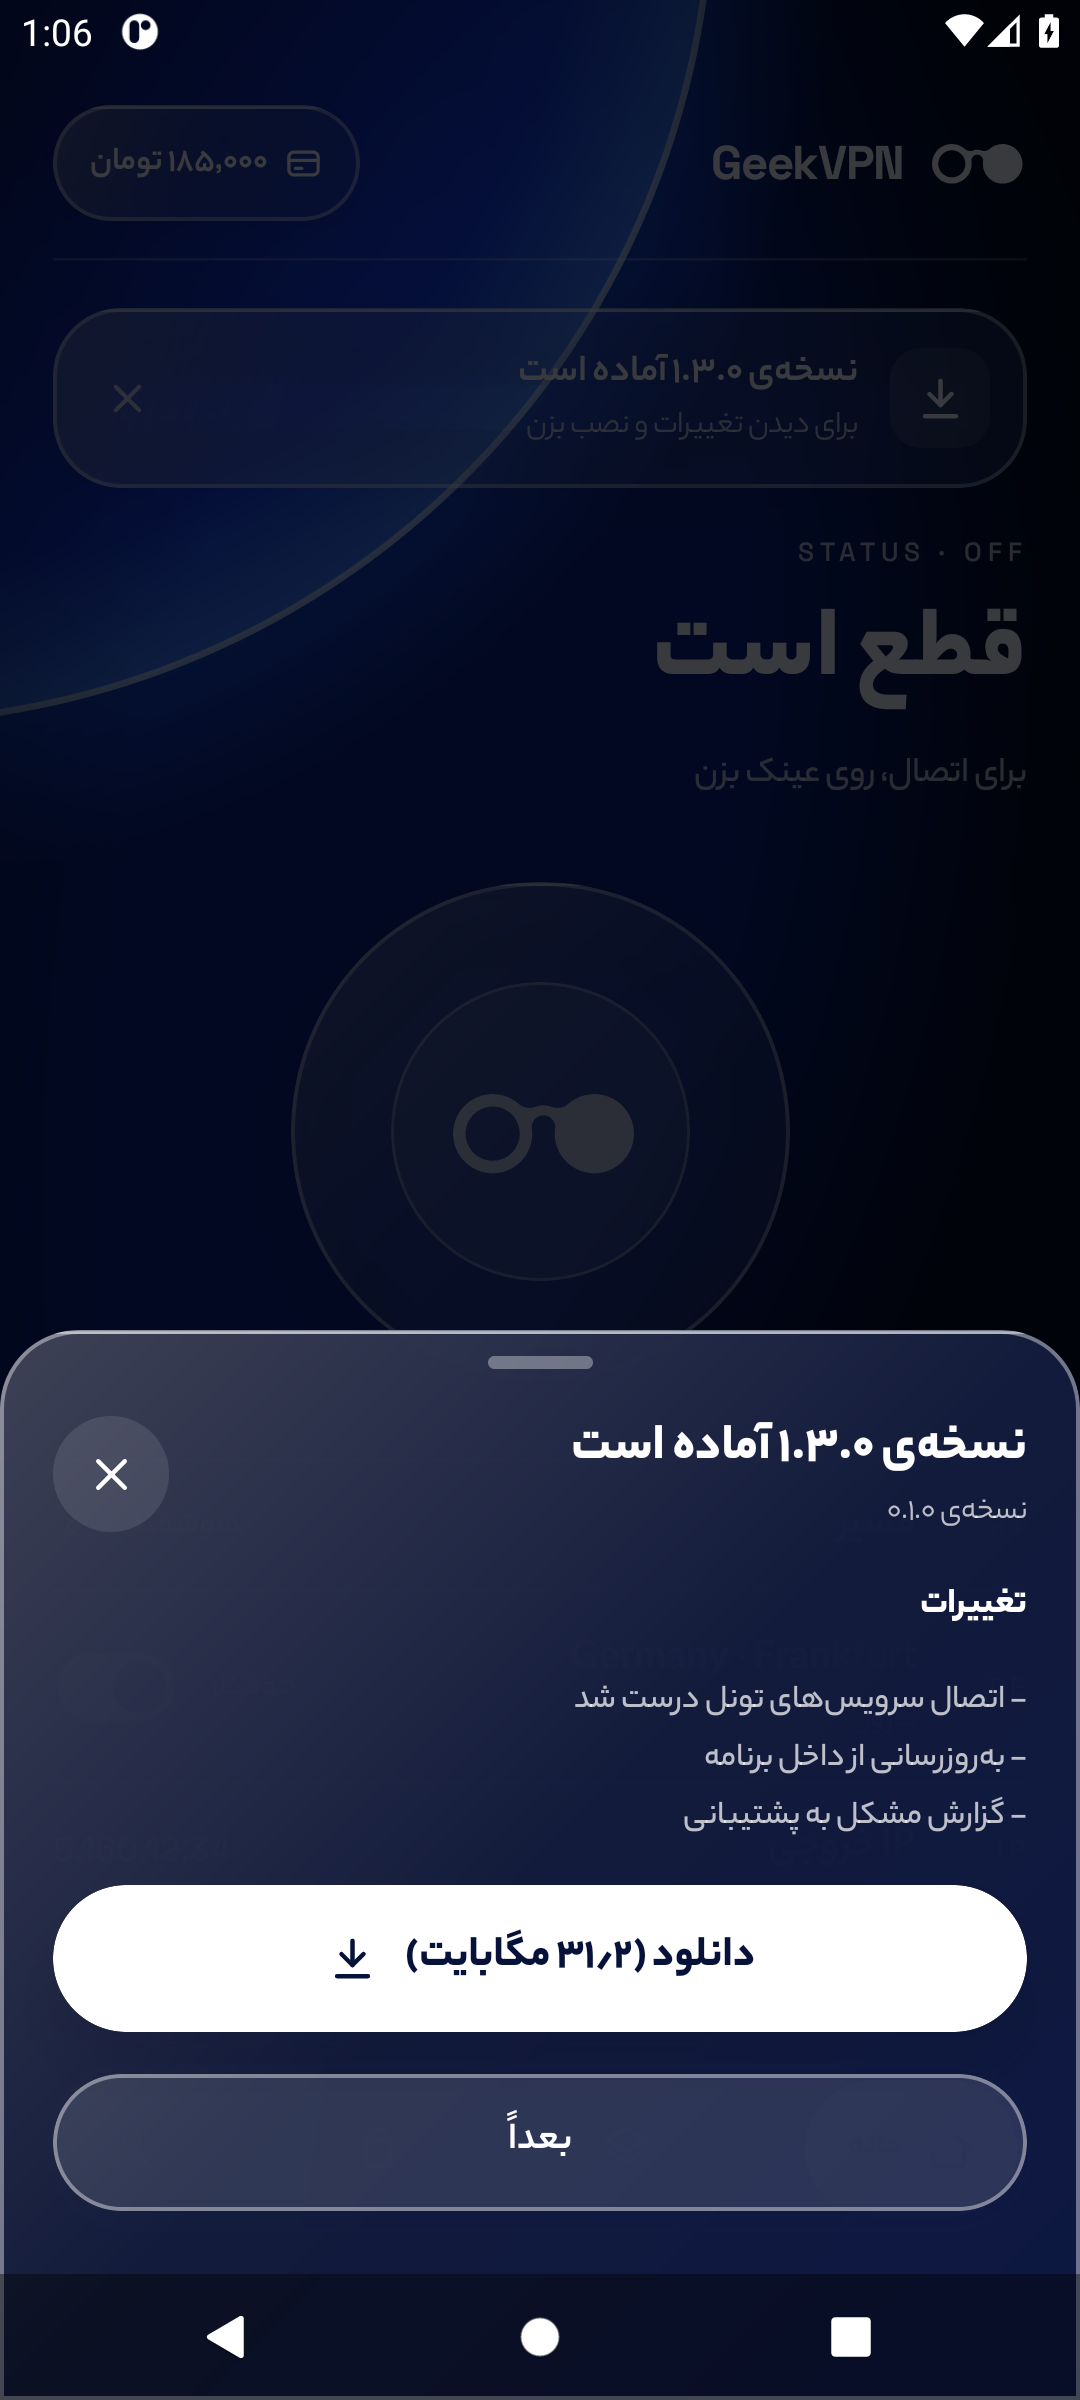 1:06
GeekVPN
۱۸۵,۰۰۰ تومان
نسخه‌ی ۱.۳.۰ آماده است
برای دیدن تغییرات و نصب بزن
STATUS · OFF
قطع است
برای اتصال، روی عینک بزن
نسخه‌ی ۱.۳.۰ آماده است
نسخه‌ی ۰.۱.۰
تغییرات
Germany · Frankfurt
- اتصال سرویس‌های تونل درست شد
- به‌روزرسانی از داخل برنامه
- گزارش مشکل به پشتیبانی
دانلود (۳۱٫۲ مگابایت)
بعداً